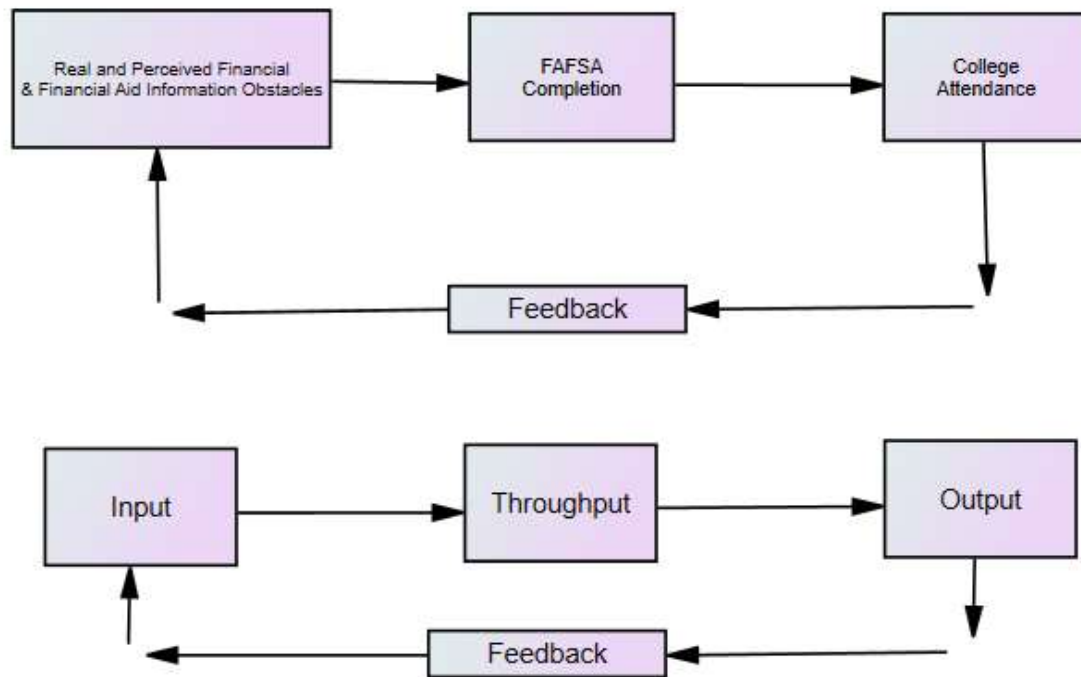 Real and Perceived Financial
& Financial Aid Information Obstacles
FAFSA
Completion
College
Attendance
Feedback
Input
Throughput
Output
Feedback